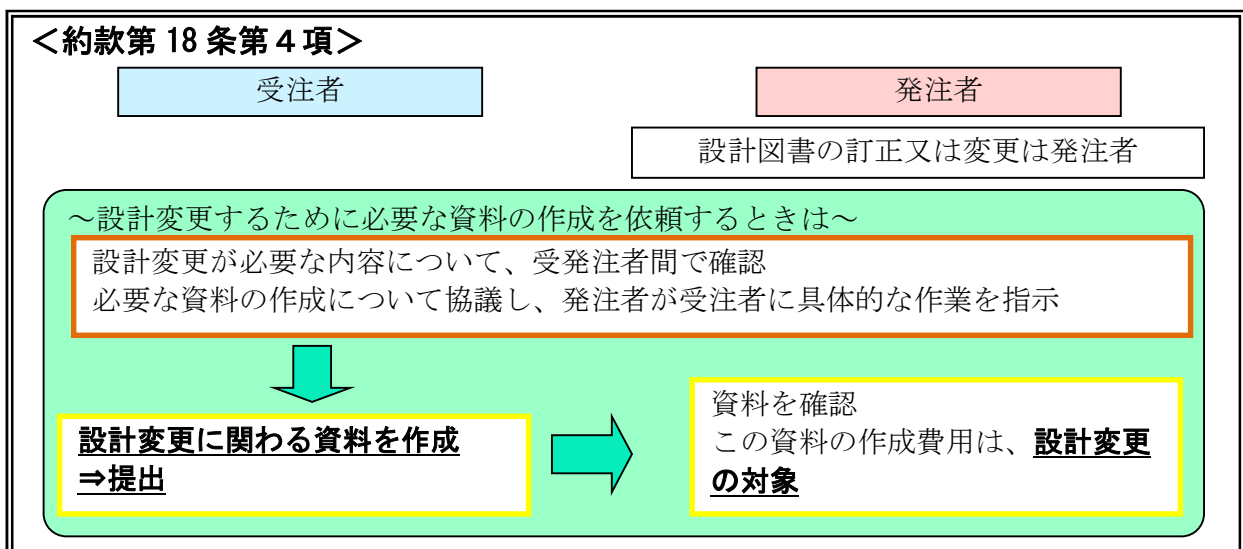 ＜約款第 18 条第４項＞
受注者
発注者
設計図書の訂正又は変更は発注者
～設計変更するために必要な資料の作成を依頼するときは～
設計変更が必要な内容について、受発注者間で確認
必要な資料の作成について協議し、発注者が受注者に具体的な作業を指示
設計変更に関わる資料を作成
⇒提出
資料を確認
この資料の作成費用は、設計変更
の対象